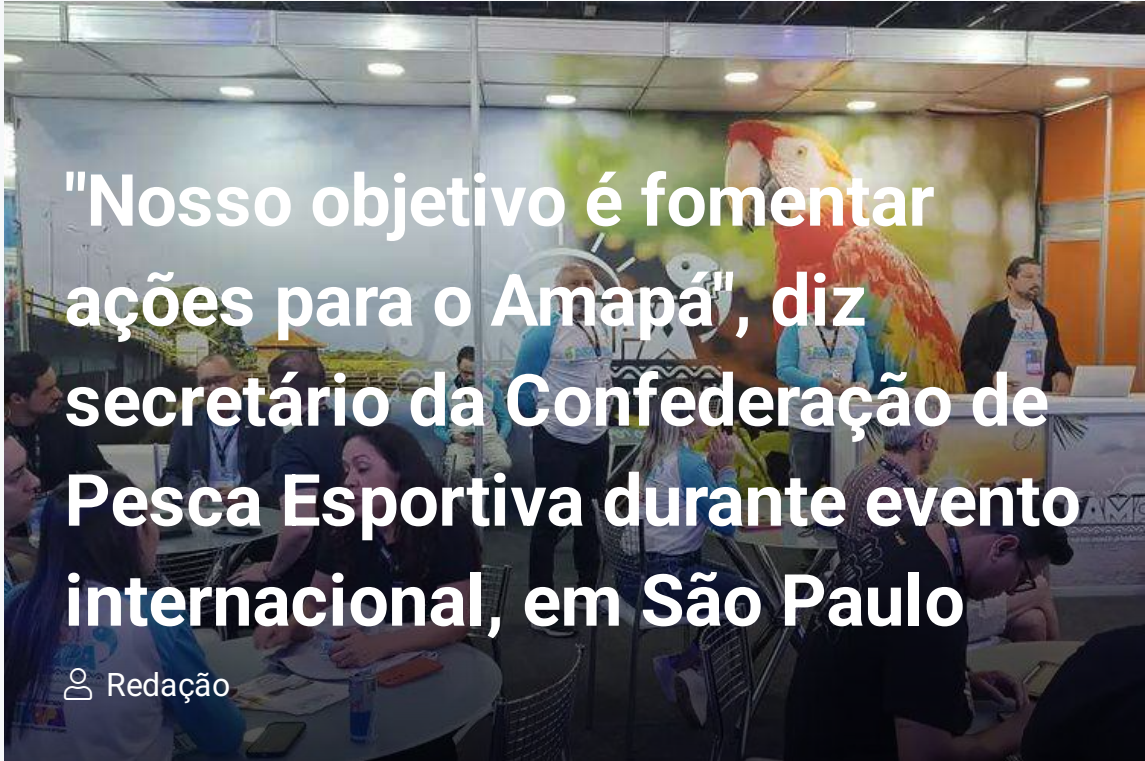 "Nosso objetivo é fomentar
ações para o Amapá", diz
secretário da Confederação de
Pesca Esportiva durante evento
internacional, em São Paulo
Redação